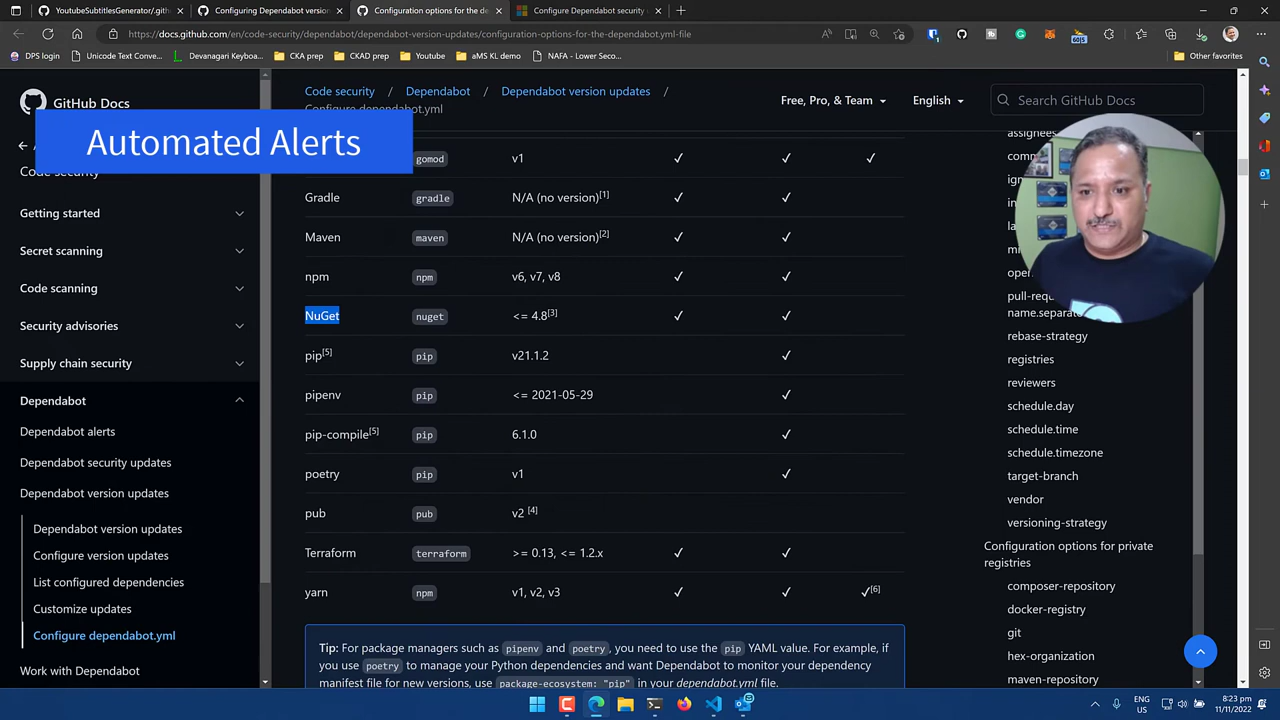 YoutubeSubtitlesGenerator/.github/
Configuring Dependabot version
Configuration options for the de
Configure Dependabot security u
https://docs.github.com/en/code-security/dependabot/dependabot-version-updates/configuration-options-for-the-dependabot.yml-file
DPS login
Unicode Text Conve...
Devanagari Keyboa...
CKA prep
CKAD prep
Youtube
aMS KL demo
NAFA - Lower Seco...
Other favorites
GitHub Docs
Code security / Dependabot / Dependabot version updates /
Configure dependabot.yml
Free, Pro, & Team
English
Search GitHub Docs
Automated Alerts
Code security
Getting started
Secret scanning
Code scanning
Security advisories
Supply chain security
Dependabot
Dependabot alerts
Dependabot security updates
Dependabot version updates
Dependabot version updates
Configure version updates
List configured dependencies
Customize updates
Configure dependabot.yml
Work with Dependabot
gomod v1 ✓ ✓ ✓
Gradle gradle N/A (no version)[1] ✓ ✓
Maven maven N/A (no version)[2] ✓ ✓
npm npm v6, v7, v8 ✓ ✓
NuGet nuget <= 4.8[3] ✓ ✓
pip[5] pip v21.1.2 ✓
pipenv pip <= 2021-05-29 ✓
pip-compile[5] pip 6.1.0 ✓
poetry pip v1 ✓
pub pub v2 [4]
Terraform terraform >= 0.13, <= 1.2.x ✓ ✓
yarn npm v1, v2, v3 ✓ ✓ ✓[6]
Tip: For package managers such as pipenv and poetry, you need to use the pip YAML value. For example, if
you use poetry to manage your Python dependencies and want Dependabot to monitor your dependency
manifest file for new versions, use package-ecosystem: "pip" in your dependabot.yml file.
assignees
name.separa
rebase-strategy
registries
reviewers
schedule.day
schedule.time
schedule.timezone
target-branch
vendor
versioning-strategy
Configuration options for private
registries
composer-repository
docker-registry
git
hex-organization
maven-repository
ENG
US
8:23 pm
11/11/2022